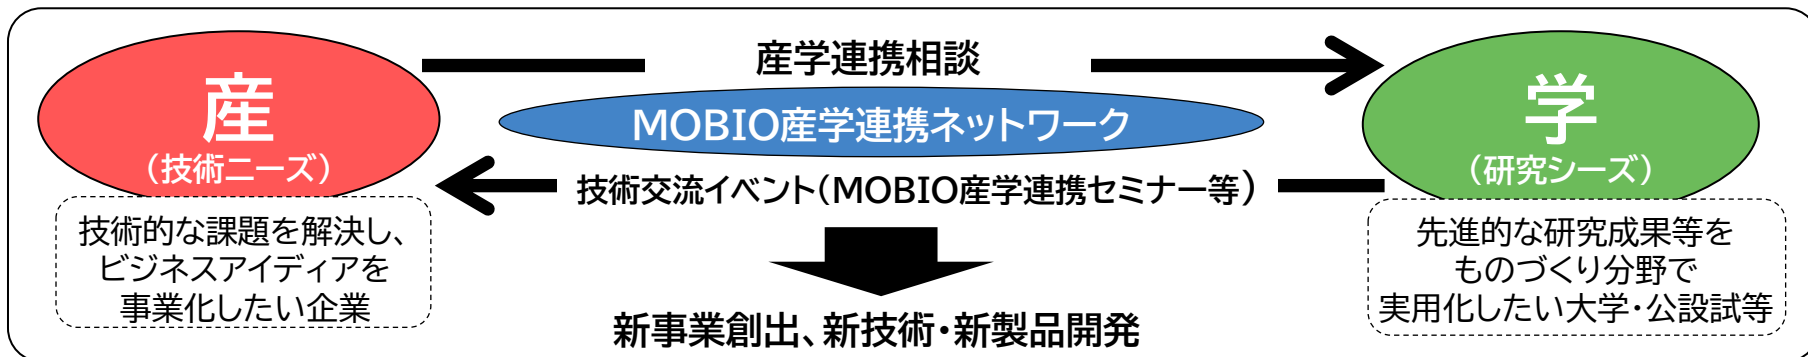 産
（技術ニーズ）
技術的な課題を解決し、
ビジネスアイディアを
事業化したい企業
産学連携相談
MOBIO産学連携ネットワーク
技術交流イベント（MOBIO産学連携セミナー等）
新事業創出、新技術・新製品開発
学
（研究シーズ）
先進的な研究成果等を
ものづくり分野で
実用化したい大学・公設試等